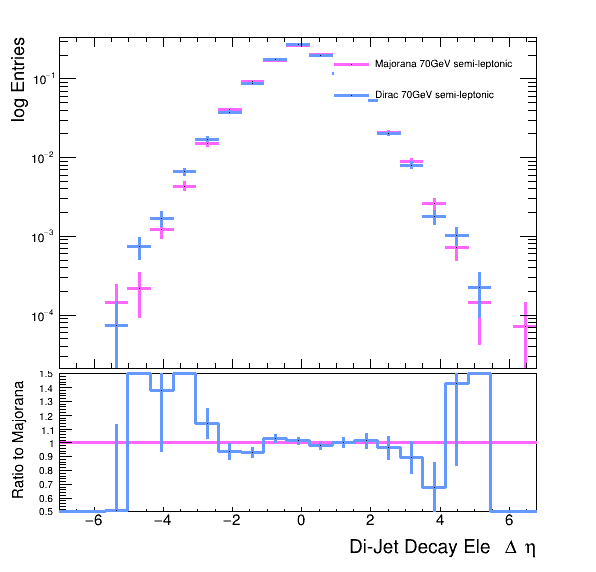 log Entries
10⁻¹
10⁻²
10⁻³
10⁻⁴
Majorana 70GeV semi-leptonic
Dirac 70GeV semi-leptonic
Ratio to Majorana
1.5
1.4
1.3
1.2
1.1
1
0.9
0.8
0.7
0.6
0.5
−6 −4 −2 0 2 4 6
Di-Jet Decay Ele Δ η